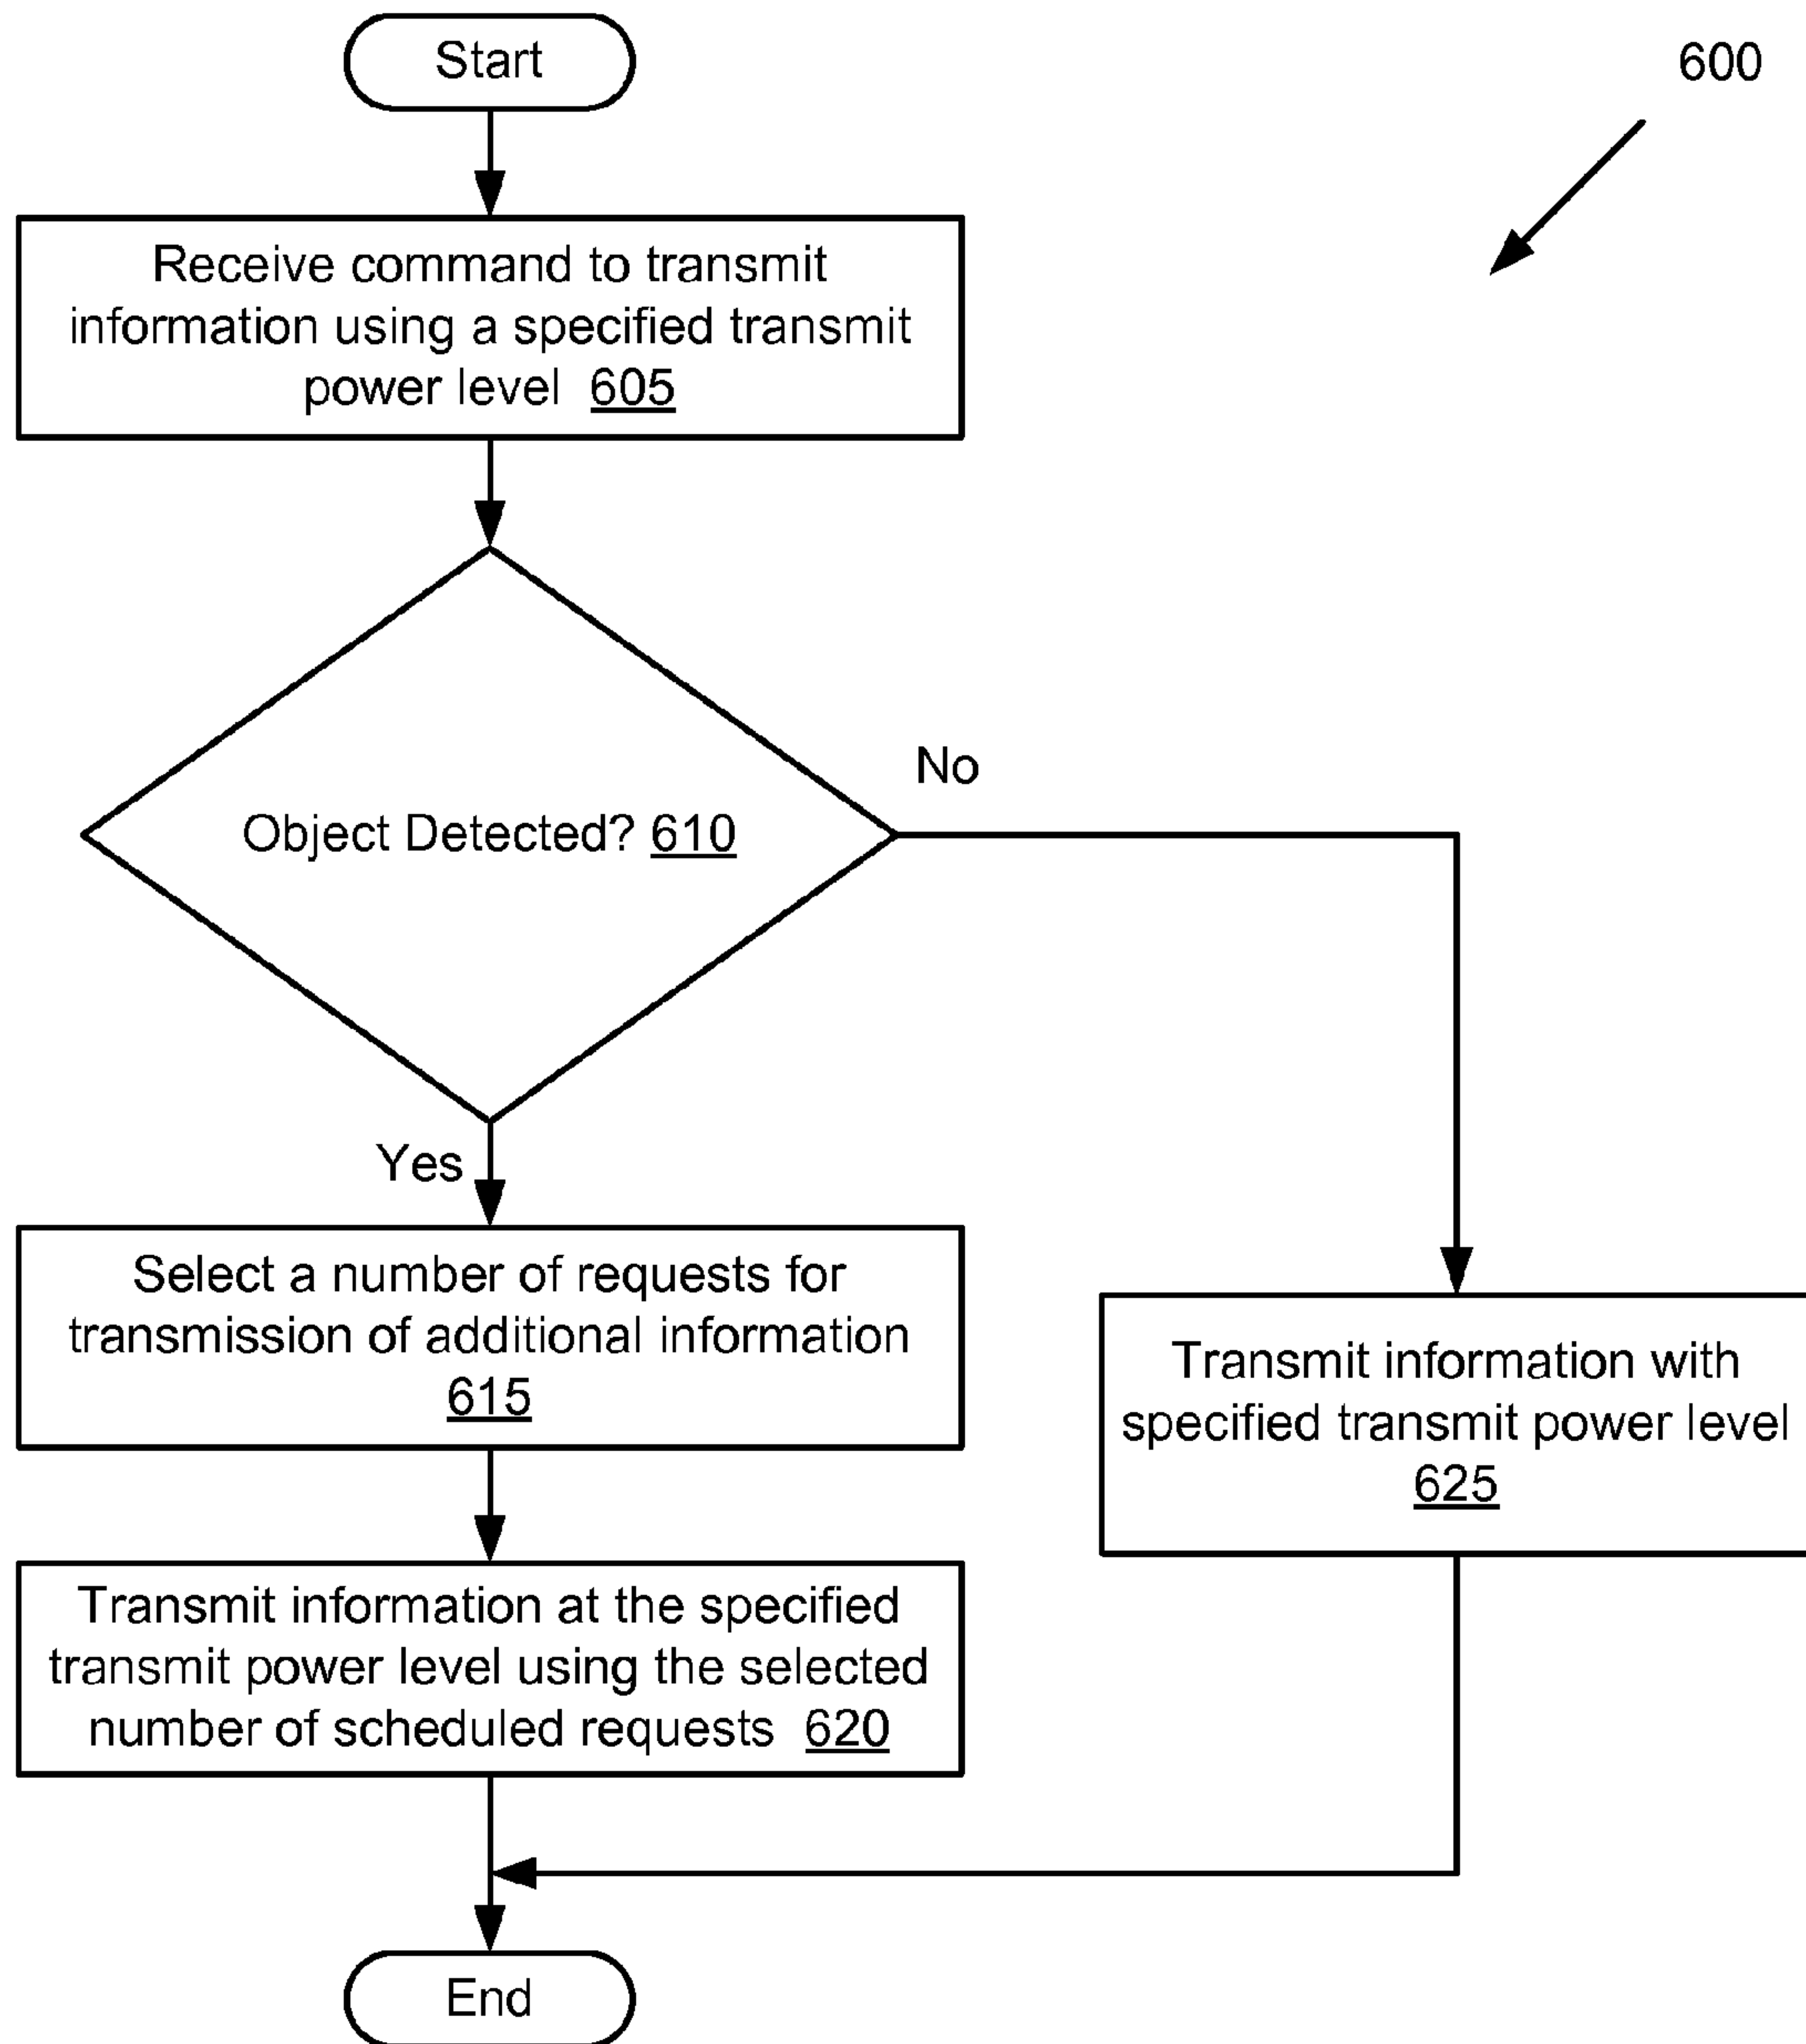 Start
600
Receive command to transmit
information using a specified transmit
power level 605
No
Object Detected? 610
Yes
Select a number of requests for
transmission of additional information
615
Transmit information with
specified transmit power level
625
Transmit information at the specified
transmit power level using the selected
number of scheduled requests 620
End